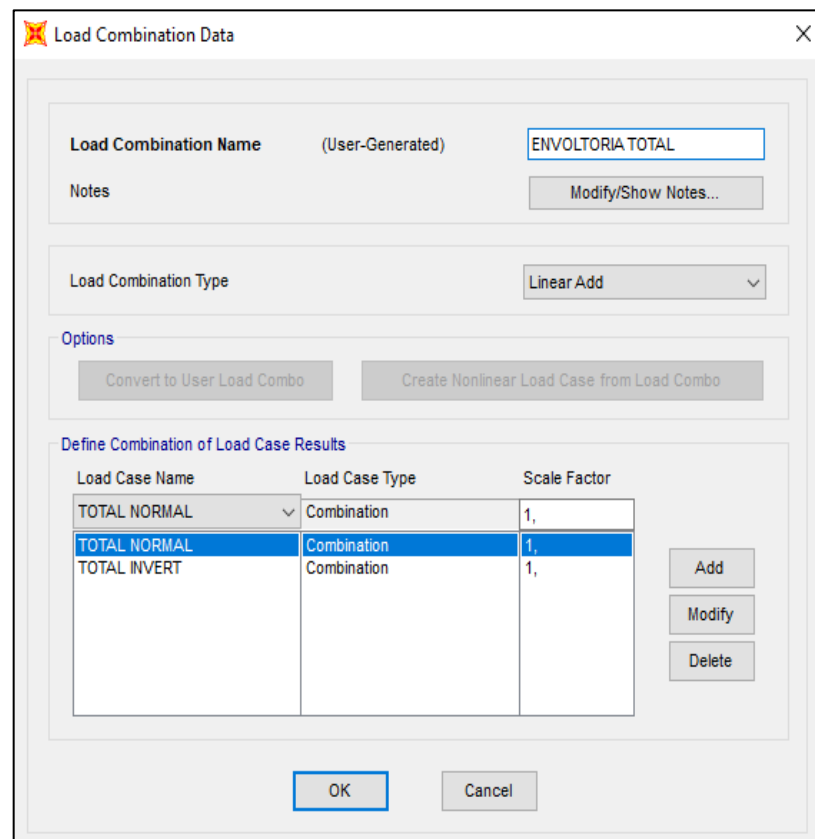 Load Combination Data
Load Combination Name (User-Generated) ENVOLTORIA TOTAL
Notes Modify/Show Notes...
Load Combination Type Linear Add
Options
Convert to User Load Combo Create Nonlinear Load Case from Load Combo
Define Combination of Load Case Results
Load Case Name Load Case Type Scale Factor
TOTAL NORMAL Combination 1,
TOTAL NORMAL Combination 1,
TOTAL INVERT Combination 1,
Add
Modify
Delete
OK Cancel